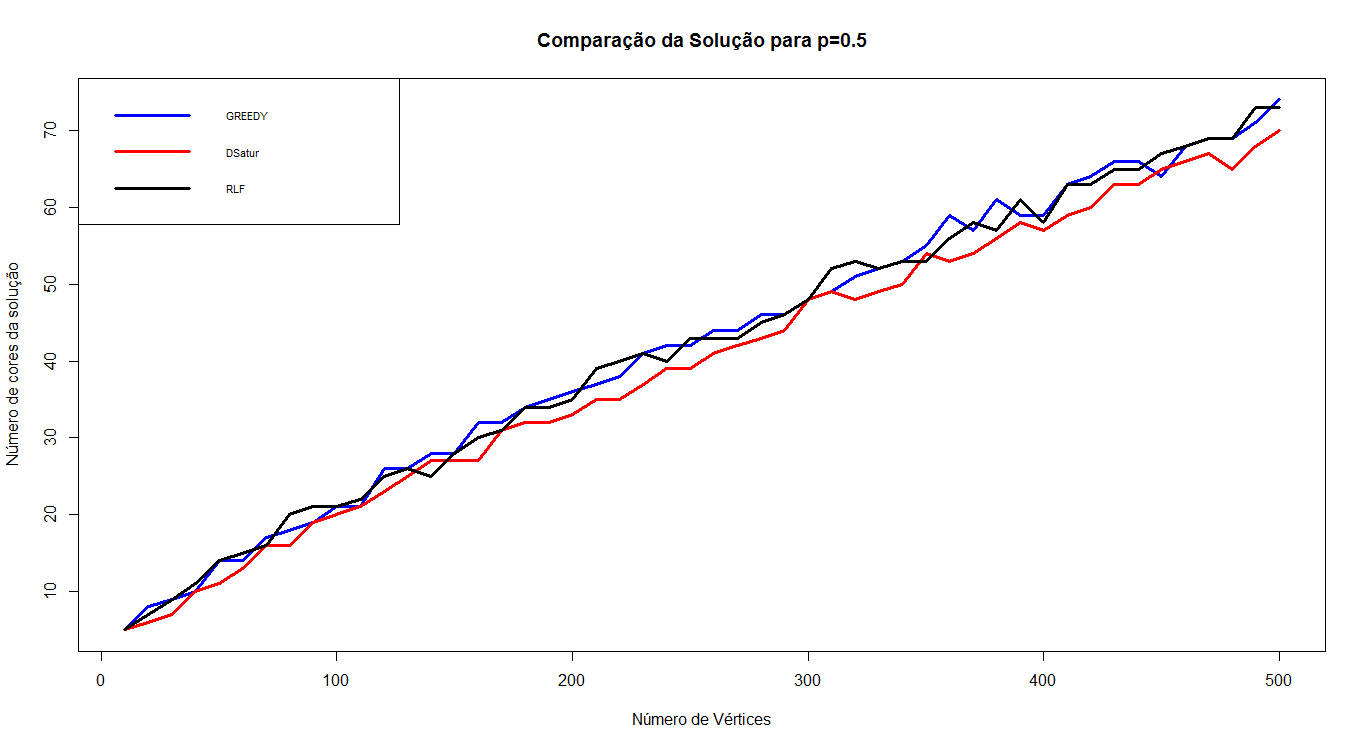 Comparação da Solução para p=0.5
GREEDY
DSatur
RLF
Número de cores da solução
70
60
50
40
30
20
10
0 100 200 300 400 500
Número de Vértices